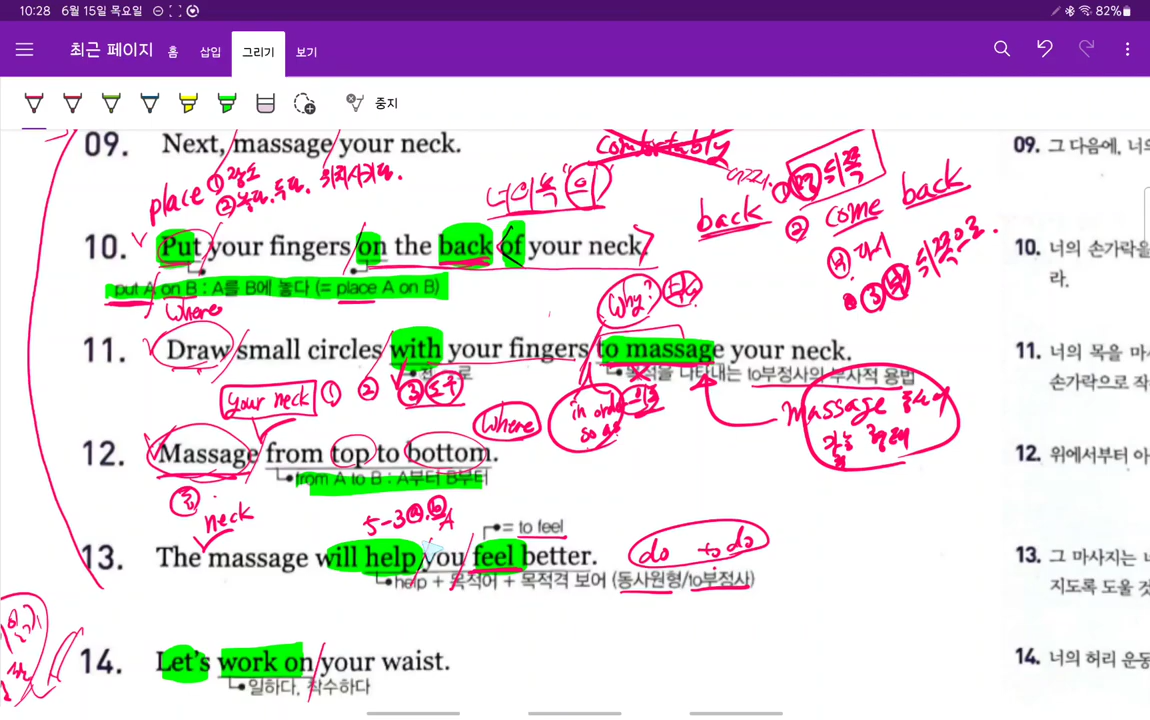 10:28 6월 15일 목요일 82%
최근 페이지 홈 삽입 그리기 보기
중지
09. Next, massage your neck.
comfortably
09. 그 다음에, 너의
place ① 장소
② 놓다, 두다, 위치시키다.
너의 목 "의"
back ① 뒤쪽
② come back
③ 뒤쪽으로.
10. Put your fingers on the back of your neck.
10. 너의 손가락을
라.
put A on B : A를 B에 놓다 (= place A on B)
where
Why?
11. Draw small circles with your fingers to massage your neck.
11. 너의 목을 마사
손가락으로 작
목적을 나타내는 to부정사의 부사적 용법
your neck ① ② ③ 도구
where
in order
so as
Massage 동사
형태
12. Massage from top to bottom.
12. 위에서부터 아
from A to B : A부터 B부터
neck
5-3
= to feel
do to do
13. The massage will help you feel better.
13. 그 마사지는 너
지도록 도울 것
help + 목적어 + 목적격 보어 (동사원형/to부정사)
14. Let's work on your waist.
14. 너의 허리 운동
일하다, 착수하다